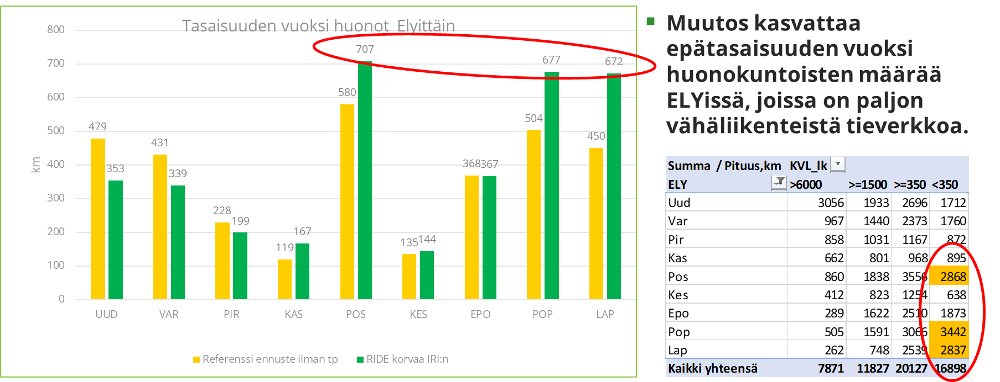 Tasaisuuden vuoksi huonot Elyittäin
800
700
600
500
400
300
200
100
0
km
479
353
431
339
228
199
119
167
580
707
135
144
368
367
504
677
450
672
UUD VAR PIR KAS POS KES EPO POP LAP
Referenssi ennuste ilman tp RIDE korvaa IRI:n
Muutos kasvattaa
epätasaisuuden vuoksi
huonokuntoisten määrää
ELYissä, joissa on paljon
vähäliikenteistä tieverkkoa.
Summa / Pituus,km KVL_lk
ELY >6000 >=1500 >=350 <350
Uud 3056 1933 2696 1712
Var 967 1440 2373 1760
Pir 858 1031 1167 872
Kas 662 801 968 895
Pos 860 1838 3556 2868
Kes 412 823 1254 638
Epo 289 1622 2510 1873
Pop 505 1591 3066 3442
Lap 262 748 2539 2837
Kaikki yhteensä 7871 11827 20127 16898